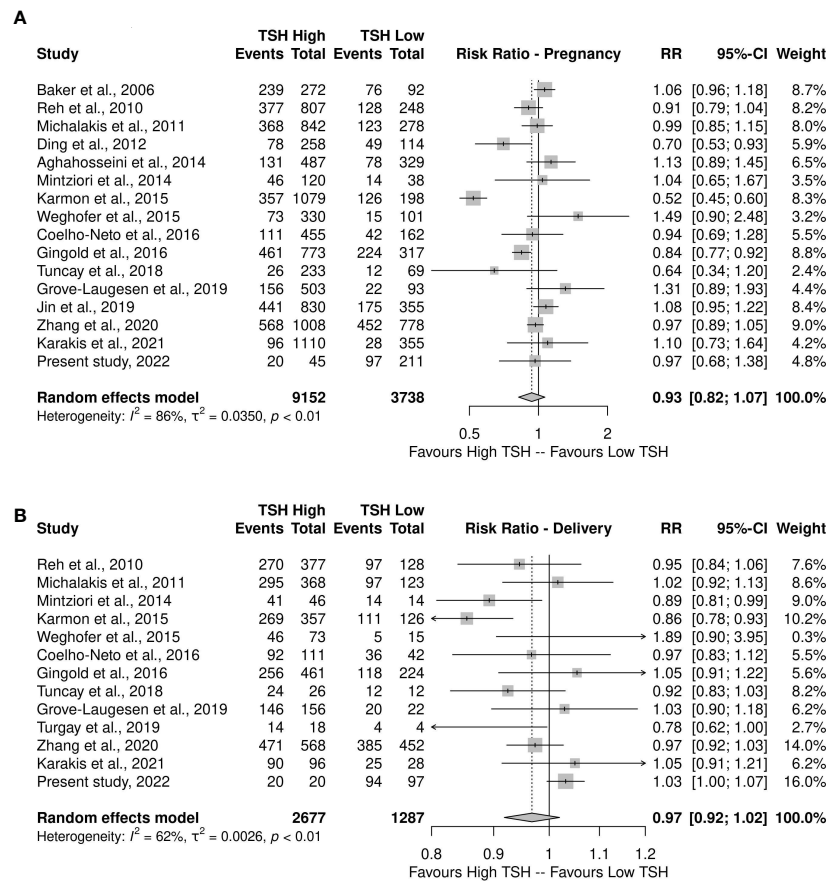 A
TSH High TSH Low
Study Events Total Events Total Risk Ratio - Pregnancy RR 95%-CI Weight
Baker et al., 2006 239 272 76 92 1.06 [0.96; 1.18] 8.7%
Reh et al., 2010 377 807 128 248 0.91 [0.79; 1.04] 8.2%
Michalakis et al., 2011 368 842 123 278 0.99 [0.85; 1.15] 8.0%
Ding et al., 2012 78 258 49 114 0.70 [0.53; 0.93] 5.9%
Aghahosseini et al., 2014 131 487 78 329 1.13 [0.89; 1.45] 6.5%
Mintziori et al., 2014 46 120 14 38 1.04 [0.65; 1.67] 3.5%
Karmon et al., 2015 357 1079 126 198 0.52 [0.45; 0.60] 8.3%
Weghofer et al., 2015 73 330 15 101 1.49 [0.90; 2.48] 3.2%
Coelho-Neto et al., 2016 111 455 42 162 0.94 [0.69; 1.28] 5.5%
Gingold et al., 2016 461 773 224 317 0.84 [0.77; 0.92] 8.9%
Tuncay et al., 2018 26 233 12 69 0.64 [0.34; 1.20] 2.4%
Grove-Laugesen et al., 2019 156 503 22 93 1.31 [0.89; 1.93] 4.4%
Jin et al., 2019 441 830 175 355 1.08 [0.95; 1.22] 8.4%
Zhang et al., 2020 568 1008 452 778 0.97 [0.89; 1.05] 9.0%
Karakis et al., 2021 96 1110 28 355 1.10 [0.73; 1.64] 4.2%
Present study, 2022 20 45 97 211 0.97 [0.68; 1.38] 4.8%
Random effects model 9152 3738 0.93 [0.82; 1.07] 100.0%
Heterogeneity: I² = 86%, τ² = 0.0350, p < 0.01
0.5 1 2
Favours High TSH -- Favours Low TSH
B
TSH High TSH Low
Study Events Total Events Total Risk Ratio - Delivery RR 95%-CI Weight
Reh et al., 2010 270 377 97 128 0.95 [0.84; 1.06] 7.6%
Michalakis et al., 2011 295 368 97 123 1.02 [0.92; 1.13] 8.6%
Mintziori et al., 2014 41 46 14 14 0.89 [0.81; 0.99] 9.0%
Karmon et al., 2015 269 357 111 126 0.86 [0.78; 0.93] 10.2%
Weghofer et al., 2015 46 73 5 15 1.89 [0.90; 3.95] 0.3%
Coelho-Neto et al., 2016 92 111 36 42 0.97 [0.83; 1.12] 5.5%
Gingold et al., 2016 256 461 118 224 1.05 [0.91; 1.22] 5.6%
Tuncay et al., 2018 24 26 12 12 0.92 [0.83; 1.03] 8.2%
Grove-Laugesen et al., 2019 146 156 20 22 1.03 [0.90; 1.18] 6.2%
Turgay et al., 2019 14 18 4 4 0.78 [0.62; 1.00] 2.7%
Zhang et al., 2020 471 568 385 452 0.97 [0.92; 1.03] 14.0%
Karakis et al., 2021 90 96 25 28 1.05 [0.91; 1.21] 6.2%
Present study, 2022 20 20 94 97 1.03 [1.00; 1.07] 16.0%
Random effects model 2677 1287 0.97 [0.92; 1.02] 100.0%
Heterogeneity: I² = 62%, τ² = 0.0026, p < 0.01
0.8 0.9 1 1.1 1.2
Favours High TSH -- Favours Low TSH